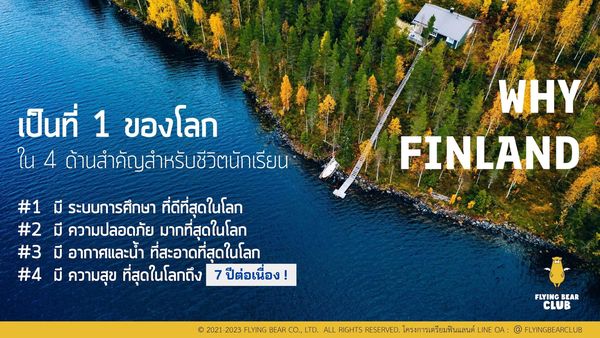 WHY
FINLAND
เป็นที่ 1 ของโลก
ใน 4 ด้านสำคัญสำหรับชีวิตนักเรียน
#1 มี ระบบการศึกษา ที่ดีที่สุดในโลก
#2 มี ความปลอดภัย มากที่สุดในโลก
#3 มี อากาศและน้ำ ที่สะอาดที่สุดในโลก
#4 มี ความสุข ที่สุดในโลกถึง 7 ปีต่อเนื่อง !
FLYING BEAR
CLUB
© 2021-2023 FLYING BEAR CO., LTD. ALL RIGHTS RESERVED. โครงการเตรียมฟินแลนด์ LINE OA : @ FLYINGBEARCLUB